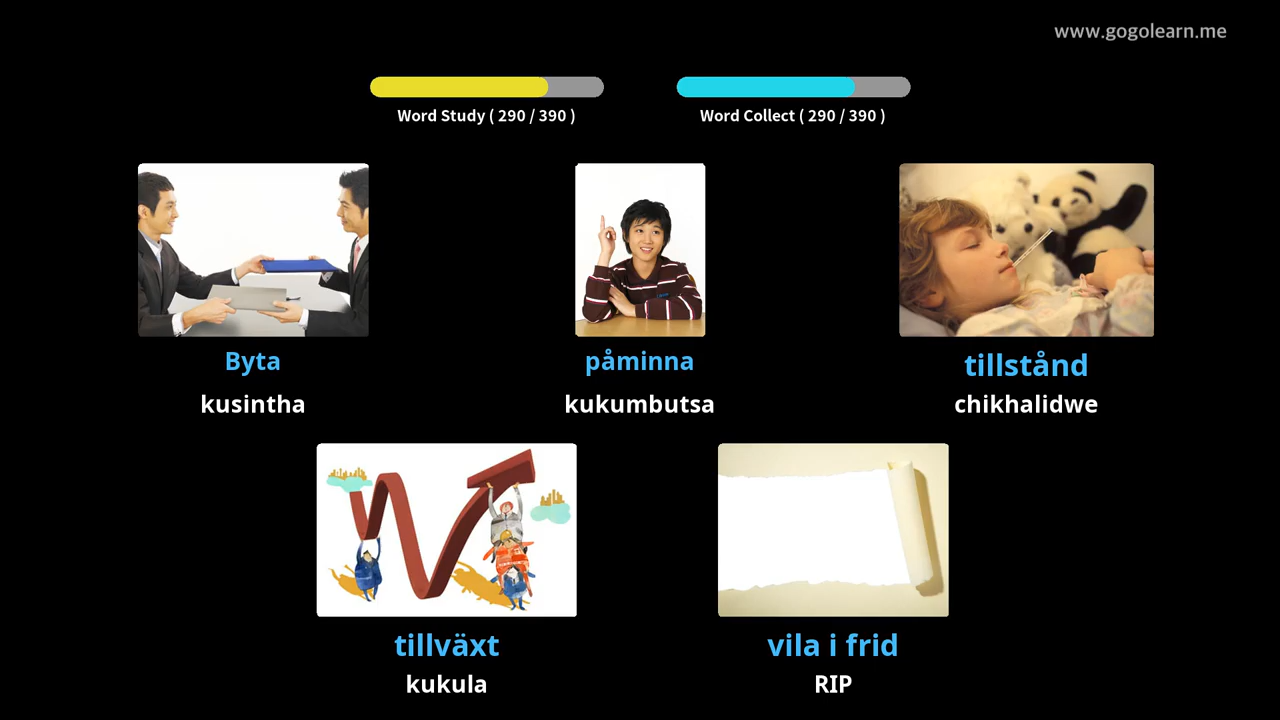 www.gogolearn.me
Word Study ( 290 / 390 )
Word Collect ( 290 / 390 )
Byta
kusintha
påminna
kukumbutsa
tillstånd
chikhalidwe
tillväxt
kukula
vila i frid
RIP